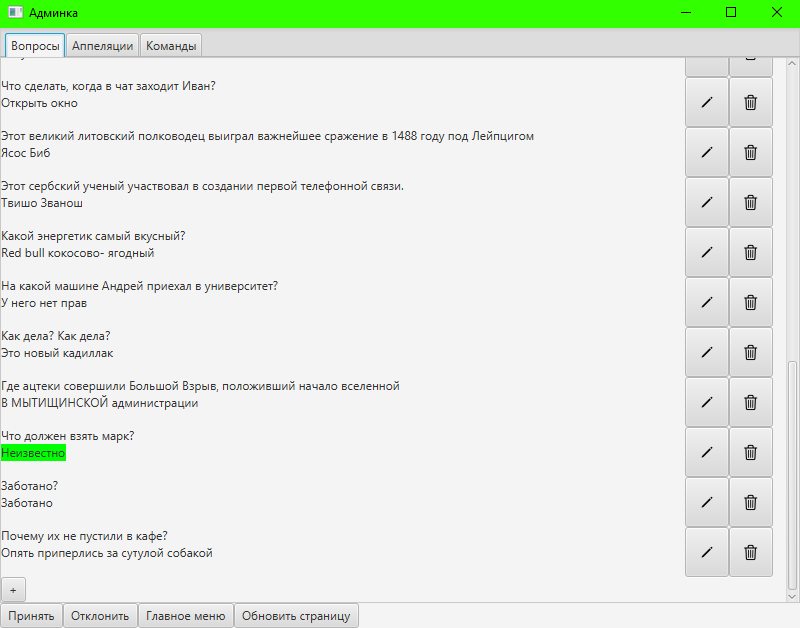 Админка
Вопросы Аппеляции Команды
Что сделать, когда в чат заходит Иван?
Открыть окно
Этот великий литовский полководец выиграл важнейшее сражение в 1488 году под Лейпцигом
Ясос Биб
Этот сербский ученый участвовал в создании первой телефонной связи.
Твишо Званош
Какой энергетик самый вкусный?
Red bull кокосово- ягодный
На какой машине Андрей приехал в университет?
У него нет прав
Как дела? Как дела?
Это новый кадиллак
Где ацтеки совершили Большой Взрыв, положивший начало вселенной
В МЫТИЩИНСКОЙ администрации
Что должен взять марк?
Неизвестно
Заботано?
Заботано
Почему их не пустили в кафе?
Опять приперлись за сутулой собакой
+
Принять Отклонить Главное меню Обновить страницу